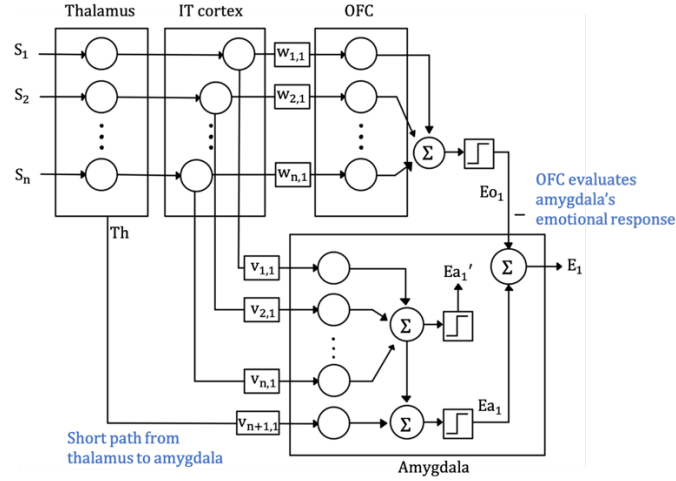 Thalamus IT cortex OFC
S1 w1,1
S2 w2,1
Sn wn,1
Σ
Eo1
Th
−
OFC evaluates
amygdala's
emotional response
v1,1 Ea1′ Σ E1
v2,1
Σ
vn,1
Ea1
vn+1,1 Σ
Short path from
thalamus to amygdala
Amygdala